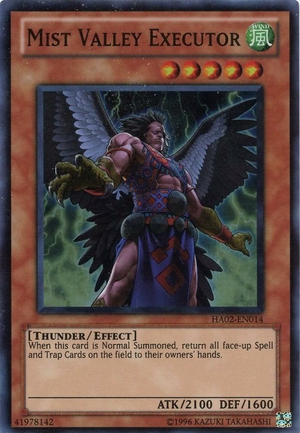 MIST VALLEY EXECUTOR
WIND
風
HA02-EN014
[THUNDER/EFFECT]
When this card is Normal Summoned, return all face-up Spell
and Trap Cards on the field to their owners' hands.
ATK/2100 DEF/1600
41978142
©1996 KAZUKI TAKAHASHI